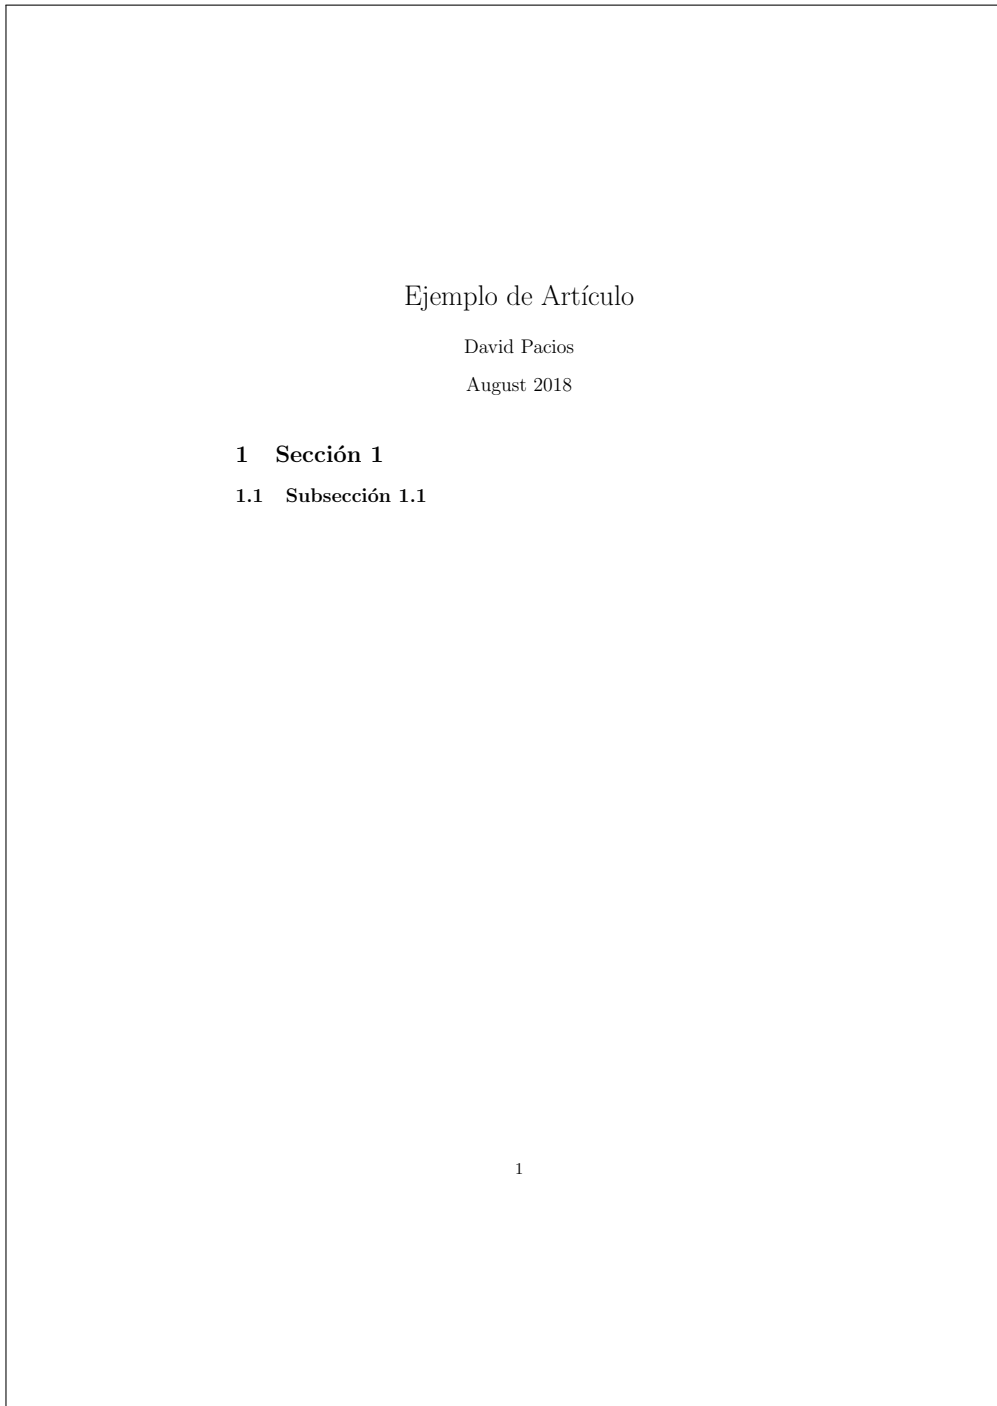 Ejemplo de Artículo
David Pacios
August 2018
1 Sección 1
1.1 Subsección 1.1
1